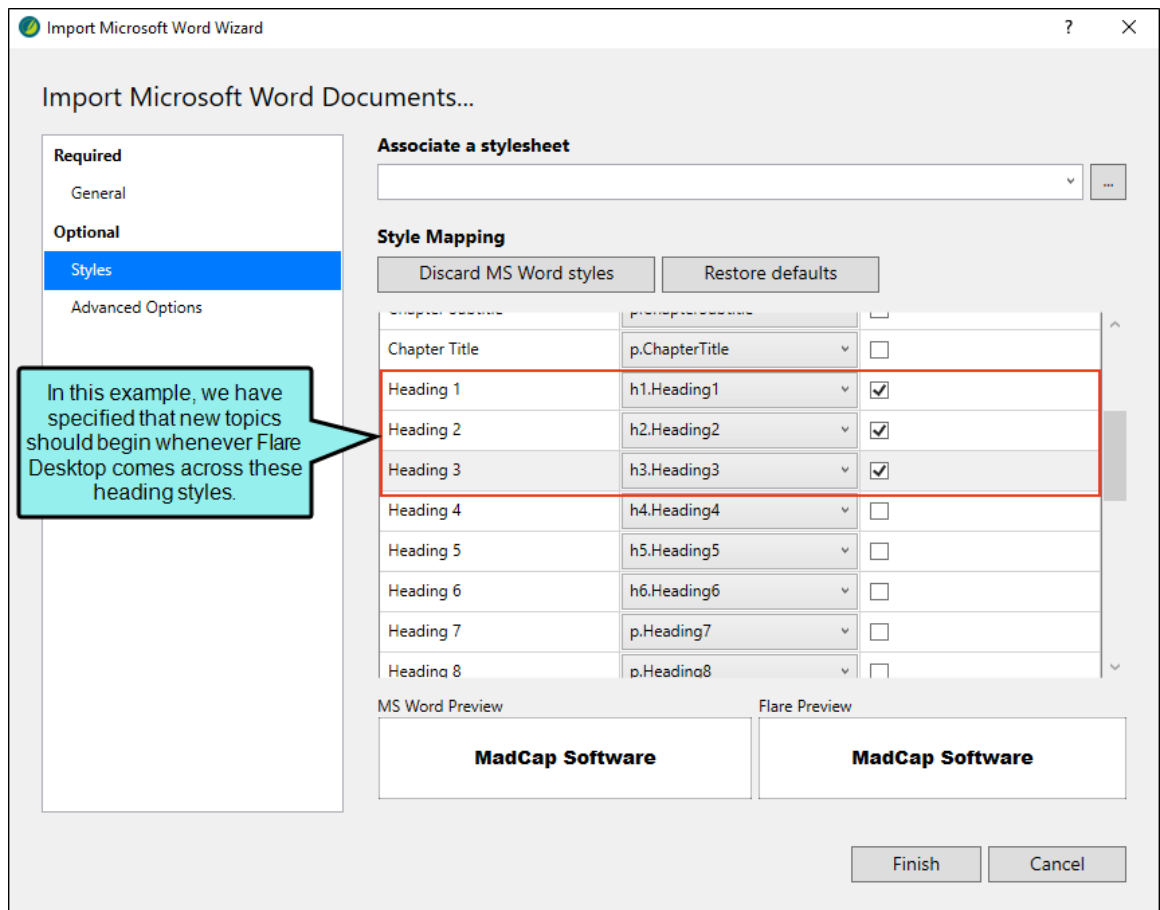 Import Microsoft Word Wizard
?
Import Microsoft Word Documents...
Required
General
Optional
Styles
Advanced Options
In this example, we have
specified that new topics
should begin whenever Flare
Desktop comes across these
heading styles.
Associate a stylesheet
...
Style Mapping
Discard MS Word styles Restore defaults
Chapter Subtitle p.ChapterSubtitle
Chapter Title p.ChapterTitle
Heading 1 h1.Heading1
Heading 2 h2.Heading2
Heading 3 h3.Heading3
Heading 4 h4.Heading4
Heading 5 h5.Heading5
Heading 6 h6.Heading6
Heading 7 p.Heading7
Heading 8 p.Heading8
MS Word Preview Flare Preview
MadCap Software MadCap Software
Finish Cancel